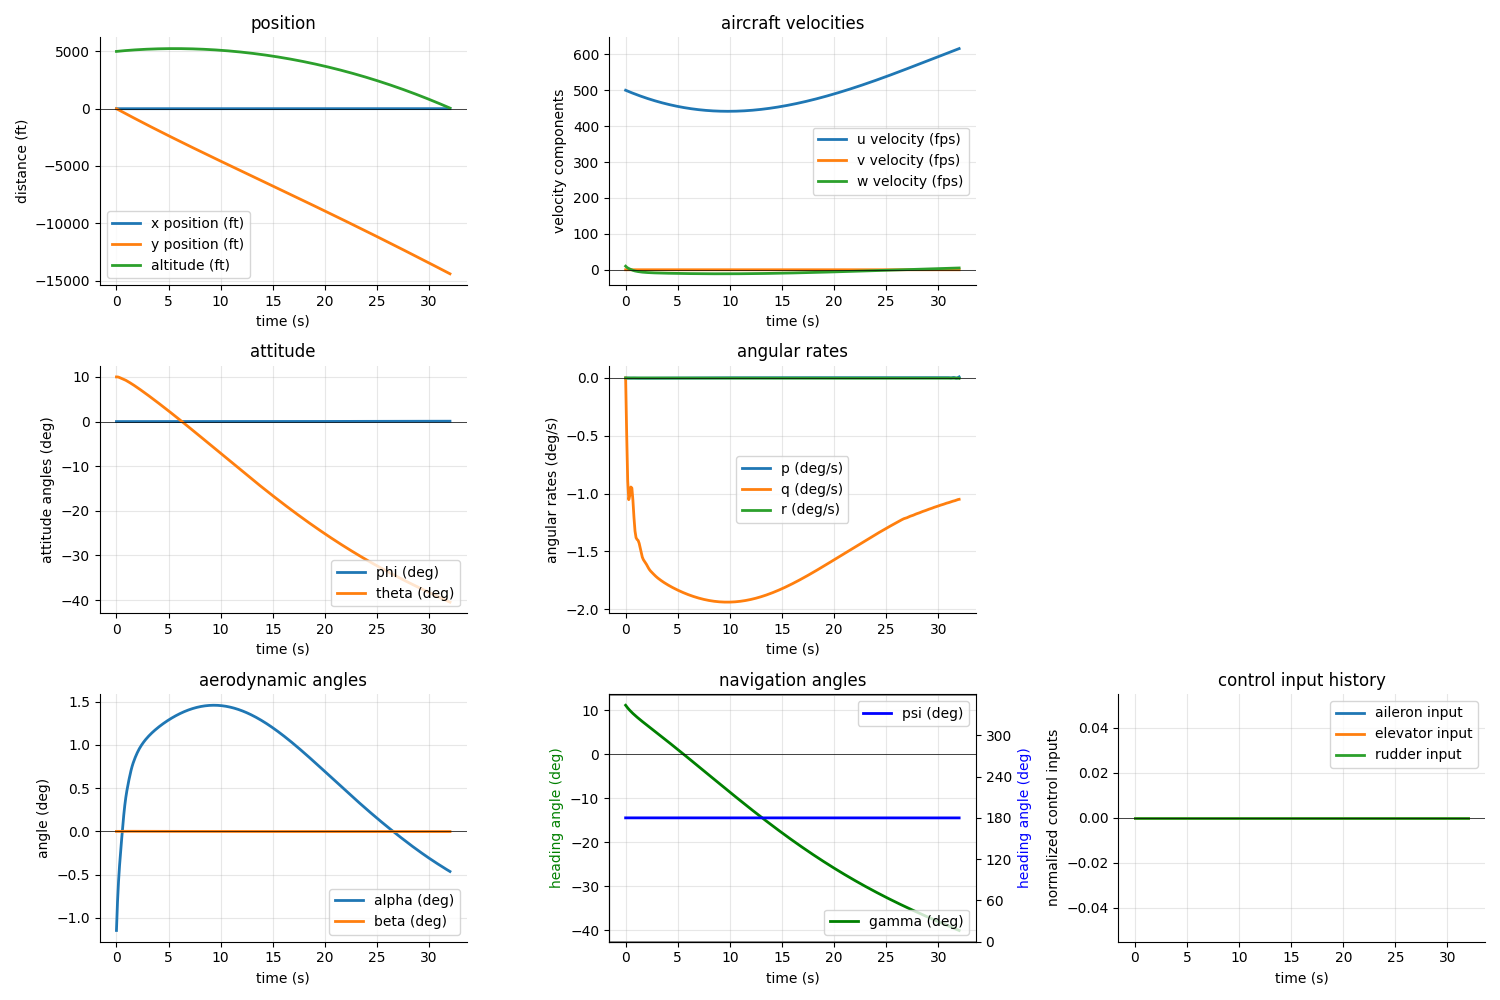 position
5000
0
−5000
−10000
−15000
distance (ft)
x position (ft)
y position (ft)
altitude (ft)
0 5 10 15 20 25 30
time (s)
aircraft velocities
600
500
400
300
200
100
0
velocity components
u velocity (fps)
v velocity (fps)
w velocity (fps)
0 5 10 15 20 25 30
time (s)
attitude
10
0
−10
−20
−30
−40
attitude angles (deg)
phi (deg)
theta (deg)
0 5 10 15 20 25 30
time (s)
angular rates
0.0
−0.5
−1.0
−1.5
−2.0
angular rates (deg/s)
p (deg/s)
q (deg/s)
r (deg/s)
0 5 10 15 20 25 30
time (s)
aerodynamic angles
1.5
1.0
0.5
0.0
−0.5
−1.0
angle (deg)
alpha (deg)
beta (deg)
0 5 10 15 20 25 30
time (s)
navigation angles
10
0
−10
−20
−30
−40
heading angle (deg)
psi (deg)
gamma (deg)
300
240
180
120
60
0
heading angle (deg)
0 5 10 15 20 25 30
time (s)
control input history
0.04
0.02
0.00
−0.02
−0.04
normalized control inputs
aileron input
elevator input
rudder input
0 5 10 15 20 25 30
time (s)